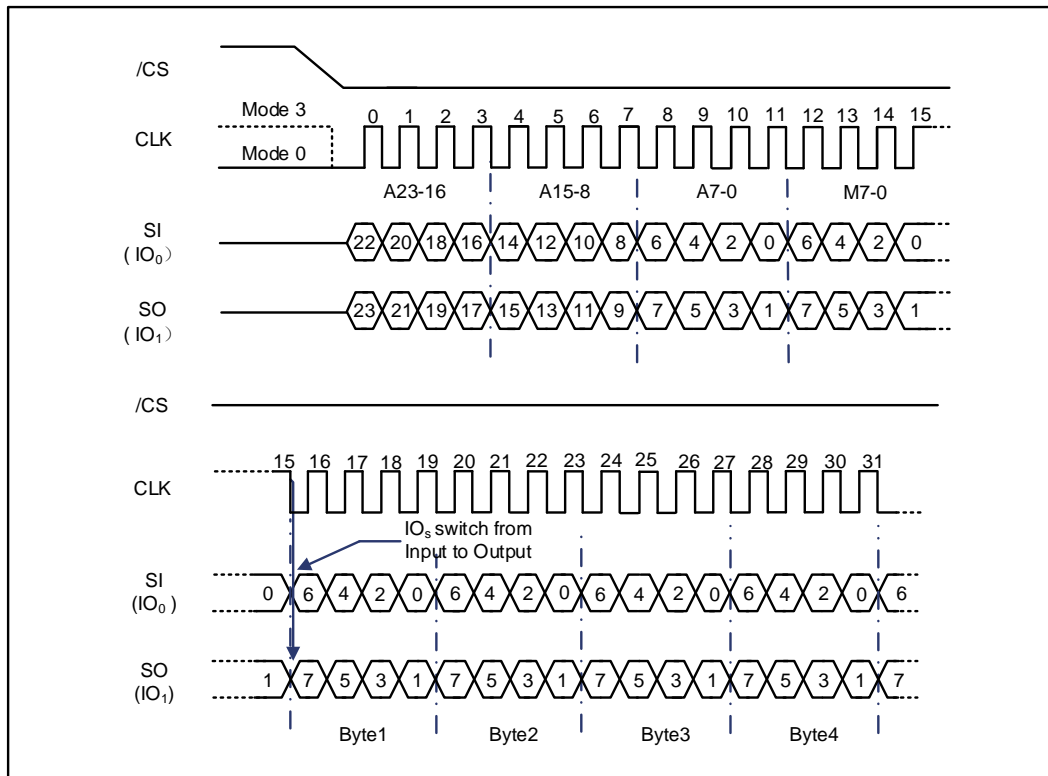 /CS
Mode 3
0 1 2 3 4 5 6 7 8 9 10 11 12 13 14 15
CLK
Mode 0
A23-16 A15-8 A7-0 M7-0
SI
22 20 18 16 14 12 10 8 6 4 2 0 6 4 2 0
( IO0）
SO
23 21 19 17 15 13 11 9 7 5 3 1 7 5 3 1
( IO1）
/CS
15 16 17 18 19 20 21 22 23 24 25 26 27 28 29 30 31
CLK
IOs switch from
Input to Output
SI
0 6 4 2 0 6 4 2 0 6 4 2 0 6 4 2 0 6
(IO0 )
SO
1 7 5 3 1 7 5 3 1 7 5 3 1 7 5 3 1 7
(IO1)
Byte1 Byte2 Byte3 Byte4